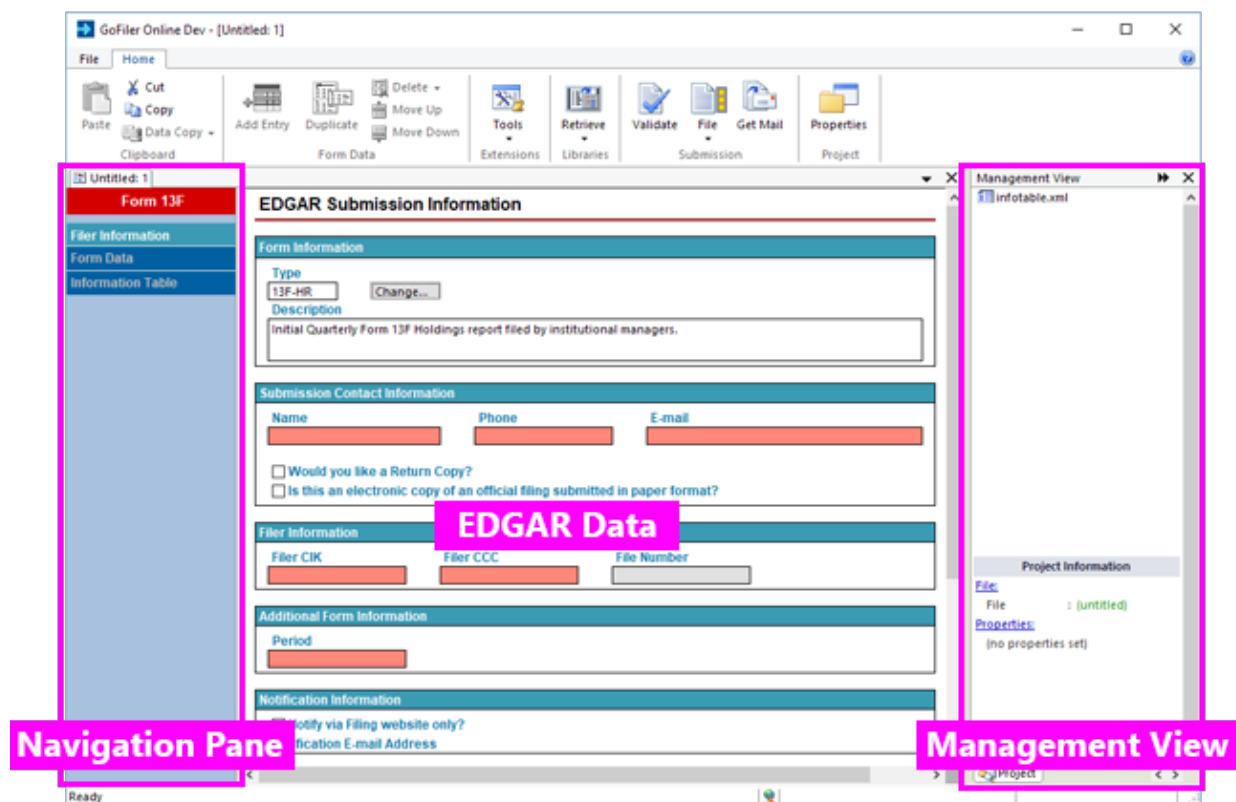 GoFiler Online Dev - [Untitled: 1]
File Home
Paste
Cut
Copy
Data Copy
Clipboard
Add Entry
Duplicate
Delete
Move Up
Move Down
Form Data
Tools
Extensions
Retrieve
Libraries
Validate
File
Get Mail
Submission
Properties
Project
Untitled: 1
Form 13F
Filer Information
Form Data
Information Table
Navigation Pane
EDGAR Submission Information
Form Information
Type
13F-HR Change...
Description
Initial Quarterly Form 13F Holdings report filed by institutional managers.
Submission Contact Information
Name Phone E-mail
Would you like a Return Copy?
Is this an electronic copy of an official filing submitted in paper format?
EDGAR Data
Filer Information
Filer CIK Filer CCC File Number
Additional Form Information
Period
Notification Information
Notify via Filing website only?
E-mail Address
Management View
infotable.xml
Project Information
File:
File : (untitled)
Properties:
(no properties set)
Management View
Project
Ready